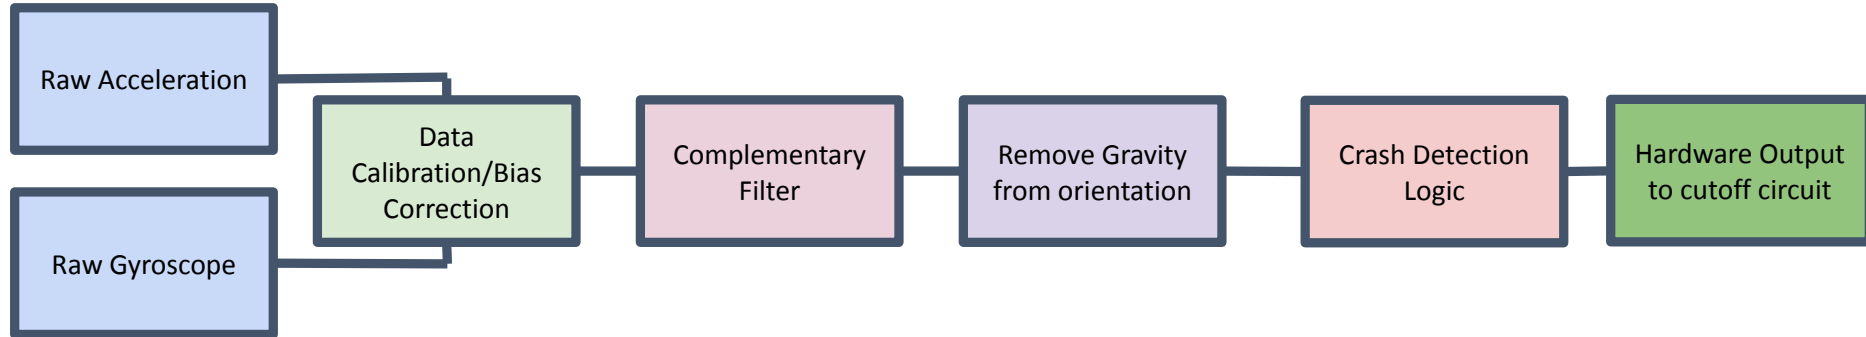 Raw Acceleration
Raw Gyroscope
Data
Calibration/Bias
Correction
Complementary
Filter
Remove Gravity
from orientation
Crash Detection
Logic
Hardware Output
to cutoff circuit